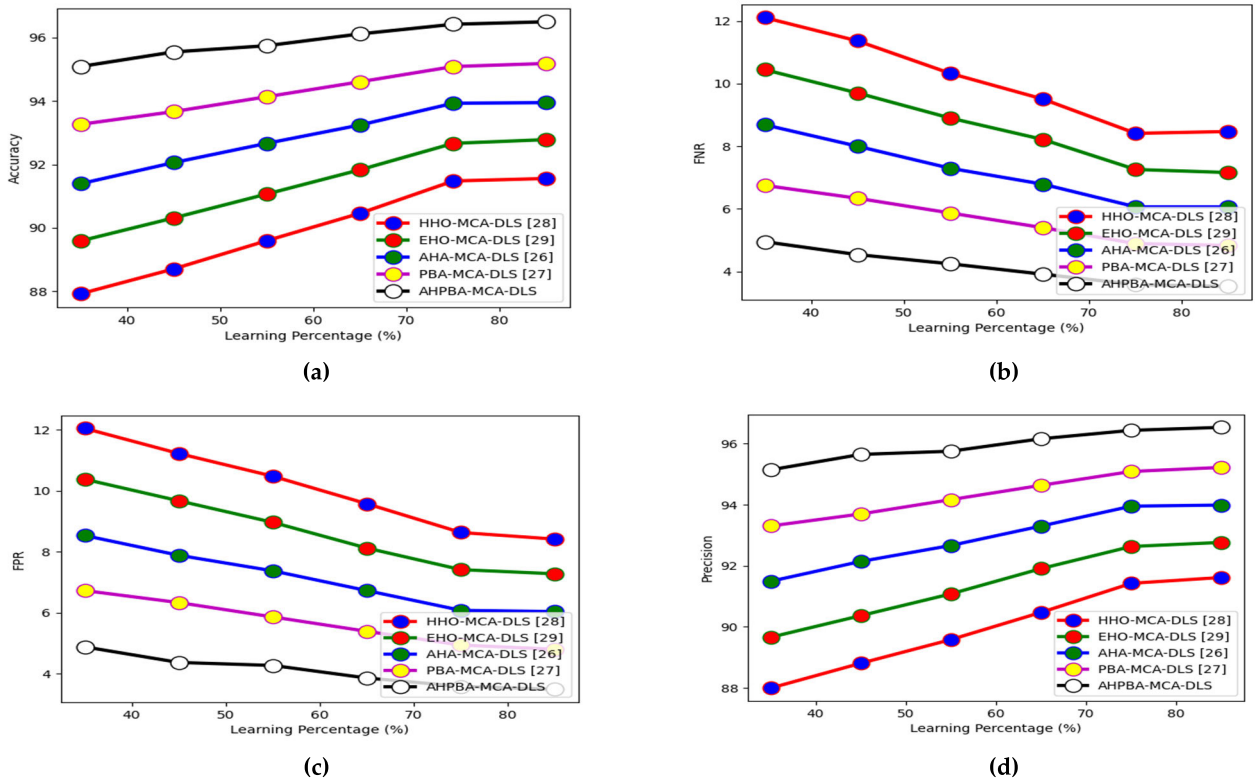 96
94
92
90
88
Accuracy
40 50 60 70 80
Learning Percentage (%)
HHO-MCA-DLS [28]
EHO-MCA-DLS [29]
AHA-MCA-DLS [26]
PBA-MCA-DLS [27]
AHPBA-MCA-DLS
(a)
12
10
8
6
4
FNR
40 50 60 70 80
Learning Percentage (%)
HHO-MCA-DLS [28]
EHO-MCA-DLS [29]
AHA-MCA-DLS [26]
PBA-MCA-DLS [27]
AHPBA-MCA-DLS
(b)
12
10
8
6
4
FPR
40 50 60 70 80
Learning Percentage (%)
HHO-MCA-DLS [28]
EHO-MCA-DLS [29]
AHA-MCA-DLS [26]
PBA-MCA-DLS [27]
AHPBA-MCA-DLS
(c)
96
94
92
90
88
Precision
40 50 60 70 80
Learning Percentage (%)
HHO-MCA-DLS [28]
EHO-MCA-DLS [29]
AHA-MCA-DLS [26]
PBA-MCA-DLS [27]
AHPBA-MCA-DLS
(d)